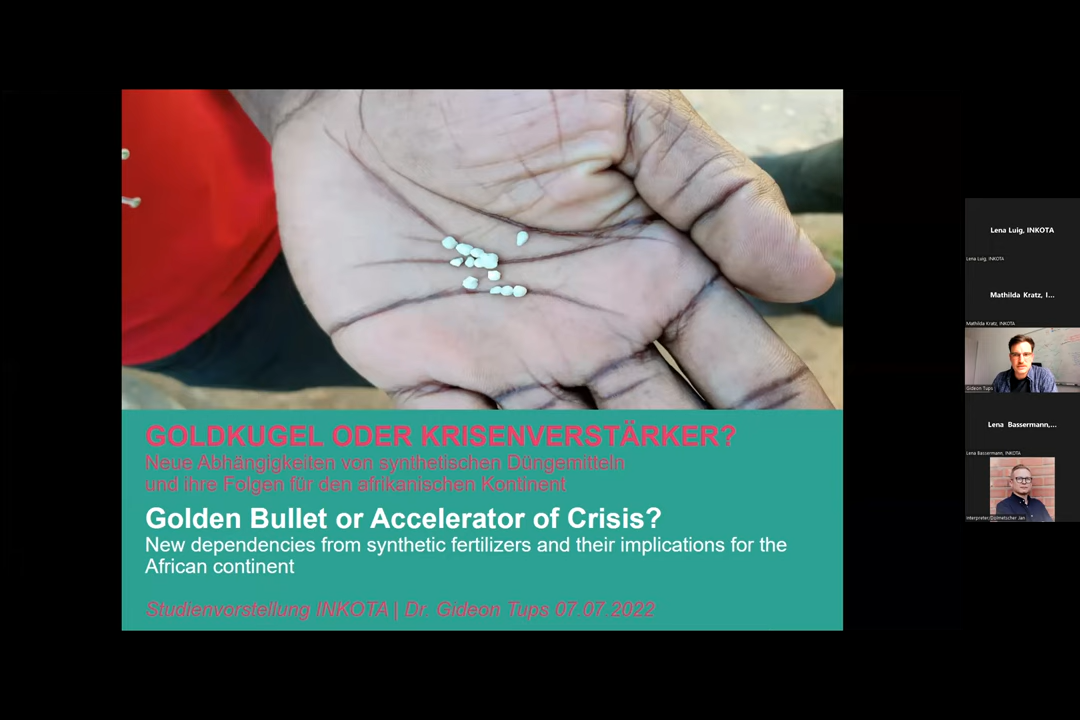 GOLDKUGEL ODER KRISENVERSTÄRKER?
Neue Abhängigkeiten von synthetischen Düngemitteln
und ihre Folgen für den afrikanischen Kontinent
Golden Bullet or Accelerator of Crisis?
New dependencies from synthetic fertilizers and their implications for the
African continent
Studienvorstellung INKOTA | Dr. Gideon Tups 07.07.2022
Lena Luig, INKOTA
Lena Luig, INKOTA
Mathilda Kratz, I...
Mathilda Kratz, INKOTA
Gideon Tups
Lena Bassermann,...
Lena Bassermann, INKOTA
Interpreter/Dolmetscher Jan